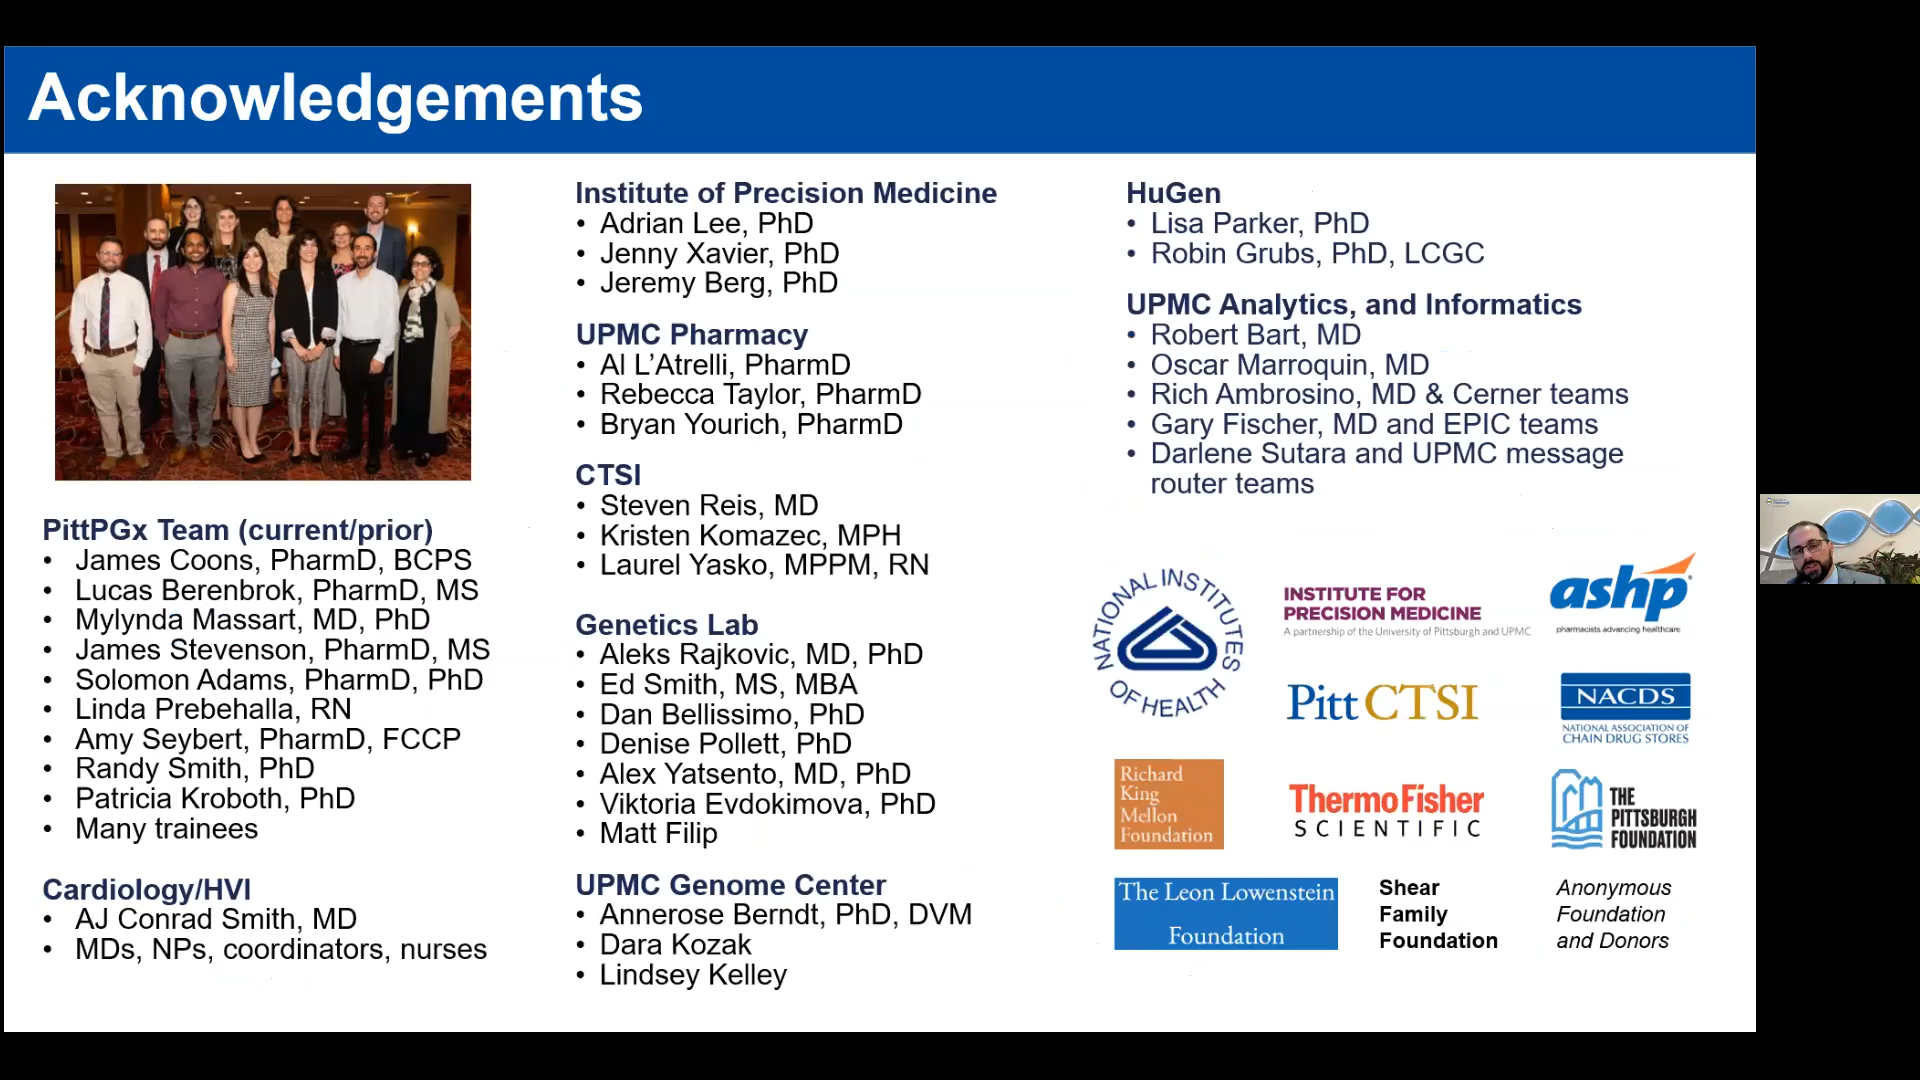 Acknowledgements
PittPGx Team (current/prior)
• James Coons, PharmD, BCPS
• Lucas Berenbrok, PharmD, MS
• Mylynda Massart, MD, PhD
• James Stevenson, PharmD, MS
• Solomon Adams, PharmD, PhD
• Linda Prebehalla, RN
• Amy Seybert, PharmD, FCCP
• Randy Smith, PhD
• Patricia Kroboth, PhD
• Many trainees
Cardiology/HVI
• AJ Conrad Smith, MD
• MDs, NPs, coordinators, nurses
Institute of Precision Medicine
• Adrian Lee, PhD
• Jenny Xavier, PhD
• Jeremy Berg, PhD
UPMC Pharmacy
• Al L’Atrelli, PharmD
• Rebecca Taylor, PharmD
• Bryan Yourich, PharmD
CTSI
• Steven Reis, MD
• Kristen Komazec, MPH
• Laurel Yasko, MPPM, RN
Genetics Lab
• Aleks Rajkovic, MD, PhD
• Ed Smith, MS, MBA
• Dan Bellissimo, PhD
• Denise Pollett, PhD
• Alex Yatsento, MD, PhD
• Viktoria Evdokimova, PhD
• Matt Filip
UPMC Genome Center
• Annerose Berndt, PhD, DVM
• Dara Kozak
• Lindsey Kelley
HuGen
• Lisa Parker, PhD
• Robin Grubs, PhD, LCGC
UPMC Analytics, and Informatics
• Robert Bart, MD
• Oscar Marroquin, MD
• Rich Ambrosino, MD & Cerner teams
• Gary Fischer, MD and EPIC teams
• Darlene Sutara and UPMC message
router teams
NATIONAL INSTITUTES
OF HEALTH
INSTITUTE FOR
PRECISION MEDICINE
A partnership of the University of Pittsburgh and UPMC
ashp®
pharmacists advancing healthcare
Pitt CTSI
NACDS
NATIONAL ASSOCIATION OF
CHAIN DRUG STORES
Richard
King
Mellon
Foundation
ThermoFisher
SCIENTIFIC
THE
PITTSBURGH
FOUNDATION
The Leon Lowenstein
Foundation
Shear
Family
Foundation
Anonymous
Foundation
and Donors